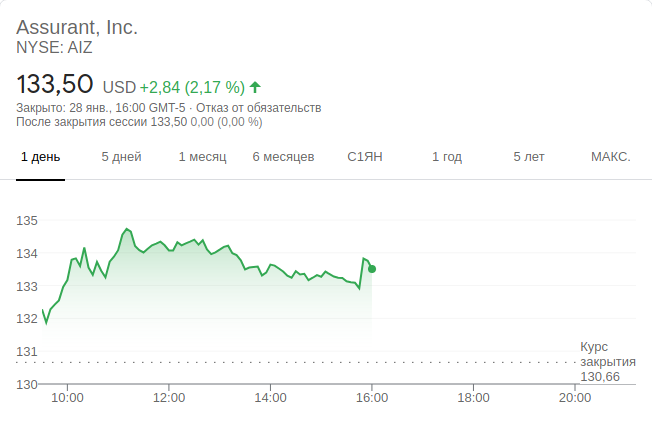 Assurant, Inc.
NYSE: AIZ
133,50 USD +2,84 (2,17 %)
Закрыто: 28 янв., 16:00 GMT-5 · Отказ от обязательств
После закрытия сессии 133,50 0,00 (0,00 %)
1 день 5 дней 1 месяц 6 месяцев С1ЯН 1 год 5 лет МАКС.
135
134
133
132
131
130
Курс
закрытия
130,66
10:00 12:00 14:00 16:00 18:00 20:00